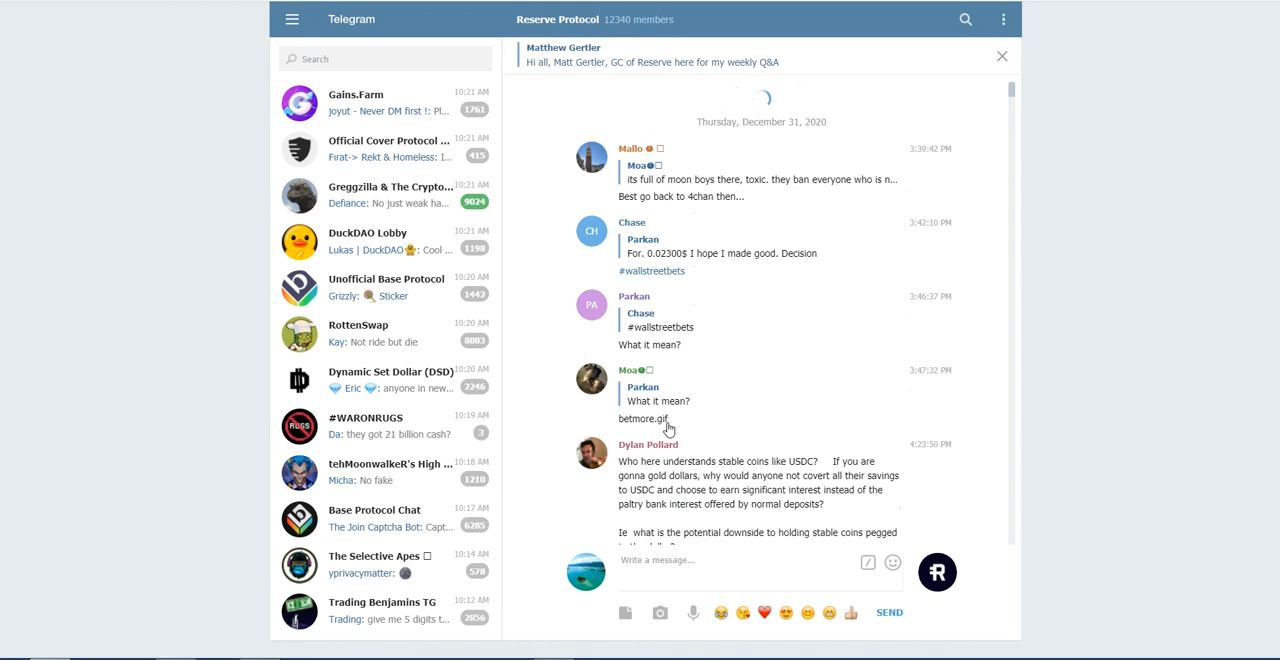 Telegram
Reserve Protocol 12340 members
Search
Matthew Gertler
Hi all, Matt Gertler, GC of Reserve here for my weekly Q&A
Gains.Farm 10:21 AM
joyut - Never DM first !: Pl... 1761
Official Cover Protocol ... 10:21 AM
Fırat-> Rekt & Homeless: I... 415
Greggzilla & The Crypto... 10:21 AM
Defiance: No just weak ha... 9024
DuckDAO Lobby 10:21 AM
Lukas | DuckDAO🐥: Cool ... 1198
Unofficial Base Protocol 10:20 AM
Grizzly: 🍭 Sticker 1442
RottenSwap 10:20 AM
Kay: Not ride but die 8083
Dynamic Set Dollar (DSD) 10:20 AM
💎 Eric 💎: anyone in new... 2246
#WARONRUGS 10:19 AM
Da: they got 21 billion cash? 3
RUGS
tehMoonwalkeR's High ... 10:18 AM
Micha: No fake 1210
Base Protocol Chat 10:17 AM
The Join Captcha Bot: Capt... 6285
The Selective Apes 10:14 AM
yprivacymatter: 🌚 578
Trading Benjamins TG 10:12 AM
Trading: give me 5 digits t... 2856
Thursday, December 31, 2020
Mallo 3:39:42 PM
Moa
its full of moon boys there, toxic. they ban everyone who is n...
Best go back to 4chan then...
CH
Chase 3:42:10 PM
Parkan
For. 0.02300$ I hope I made good. Decision
#wallstreetbets
PA
Parkan 3:46:37 PM
Chase
#wallstreetbets
What it mean?
Moa 3:47:32 PM
Parkan
What it mean?
betmore.gif
Dylan Pollard 4:23:50 PM
Who here understands stable coins like USDC? If you are
gonna gold dollars, why would anyone not covert all their savings
to USDC and choose to earn significant interest instead of the
paltry bank interest offered by normal deposits?
Ie what is the potential downside to holding stable coins pegged
Write a message...
SEND